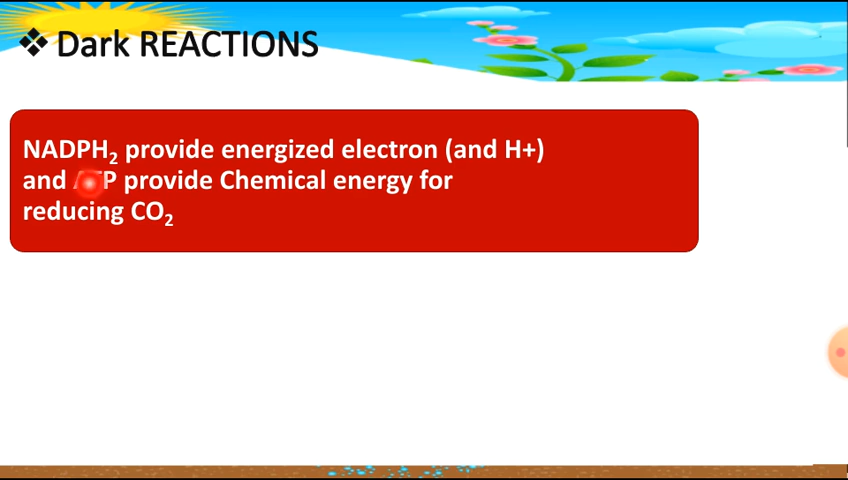 ❖ Dark REACTIONS
NADPH₂ provide energized electron (and H+)
and ATP provide Chemical energy for
reducing CO₂